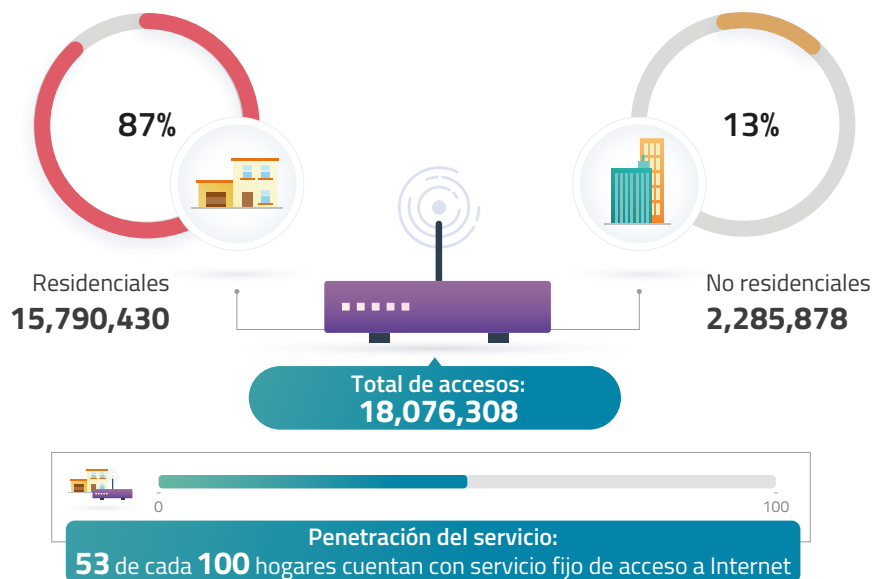 87%
13%
Residenciales
15,790,430
No residenciales
2,285,878
Total de accesos:
18,076,308
0
100
Penetración del servicio:
53 de cada 100 hogares cuentan con servicio fijo de acceso a Internet